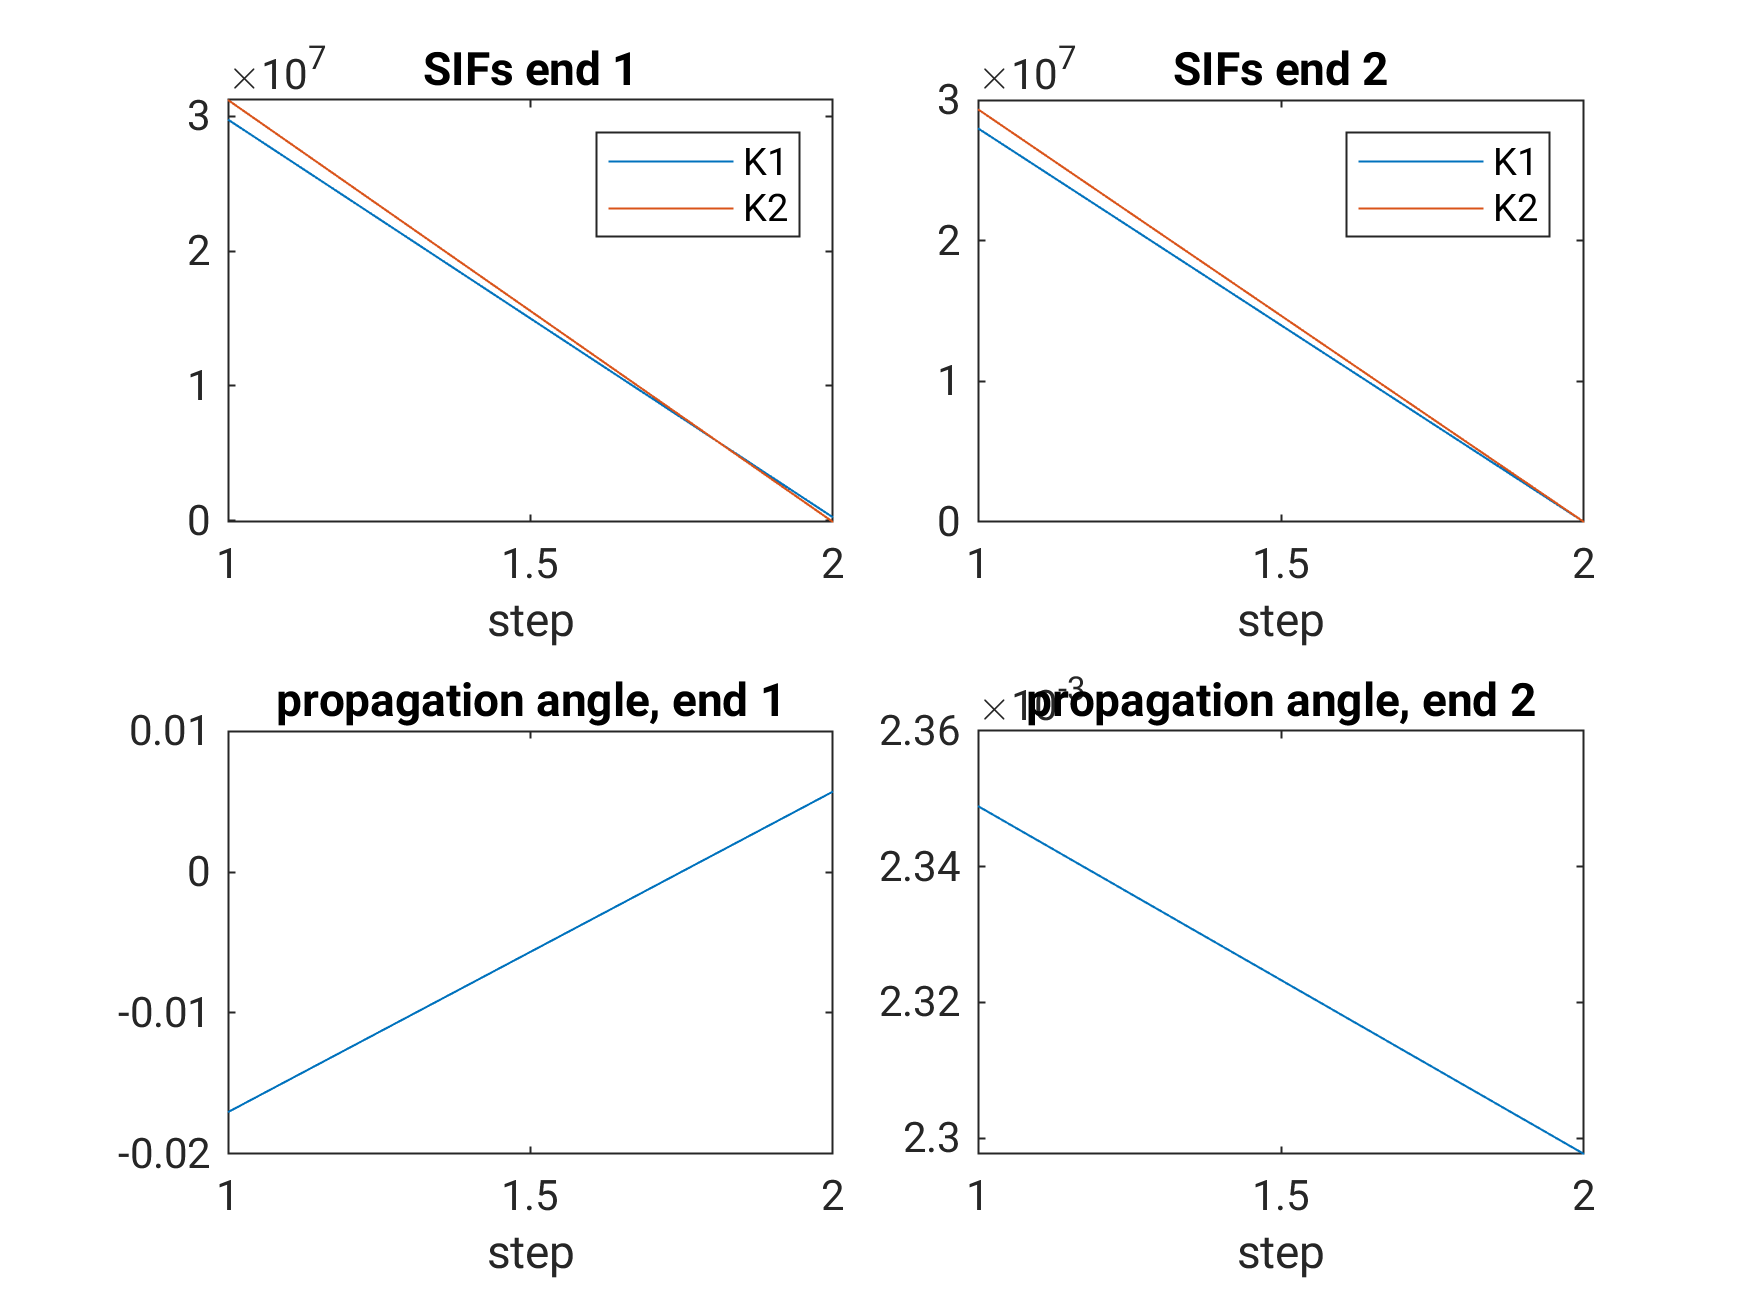 ×10⁷ SIFs end 1
3
2
1
0
K1
K2
1 1.5 2
step
×10⁷ SIFs end 2
3
2
1
0
K1
K2
1 1.5 2
step
propagation angle, end 1
0.01
0
-0.01
-0.02
1 1.5 2
step
×10⁻³ propagation angle, end 2
2.36
2.34
2.32
2.3
1 1.5 2
step